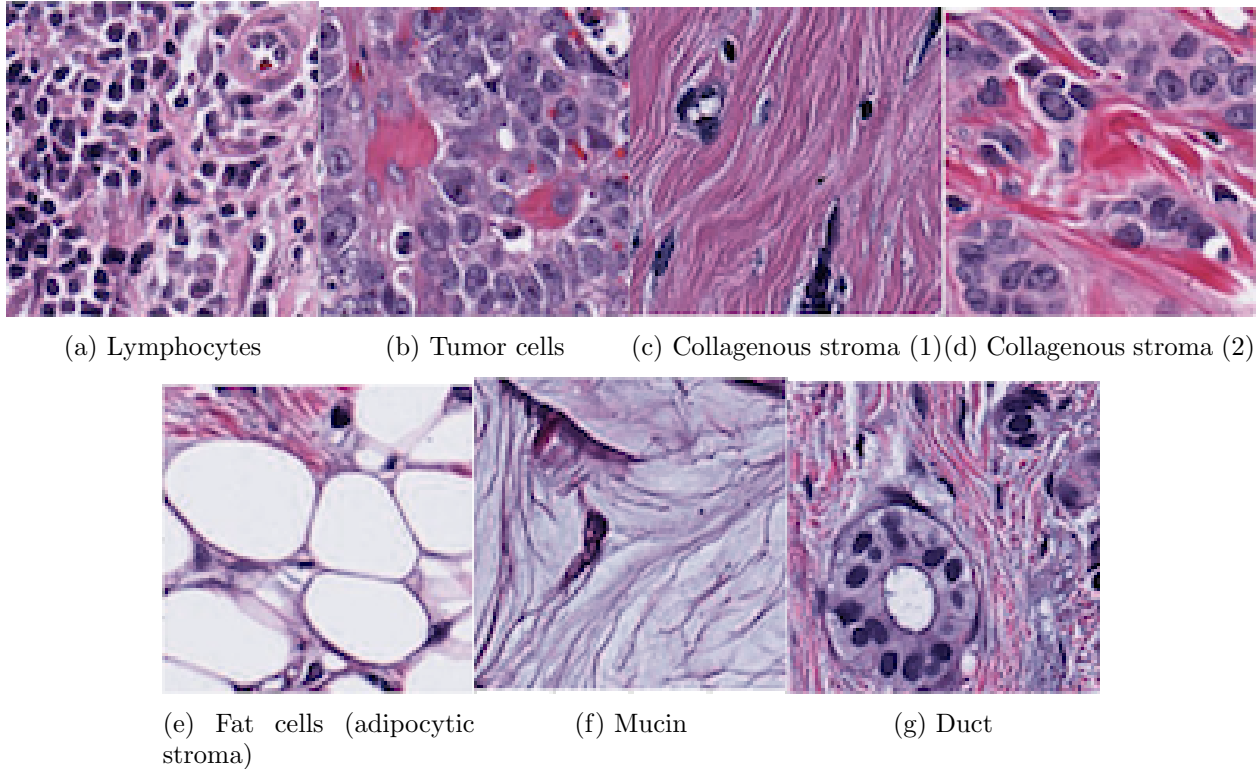 (a) Lymphocytes
(b) Tumor cells
(c) Collagenous stroma (1)
(d) Collagenous stroma (2)
(e) Fat cells (adipocytic
stroma)
(f) Mucin
(g) Duct